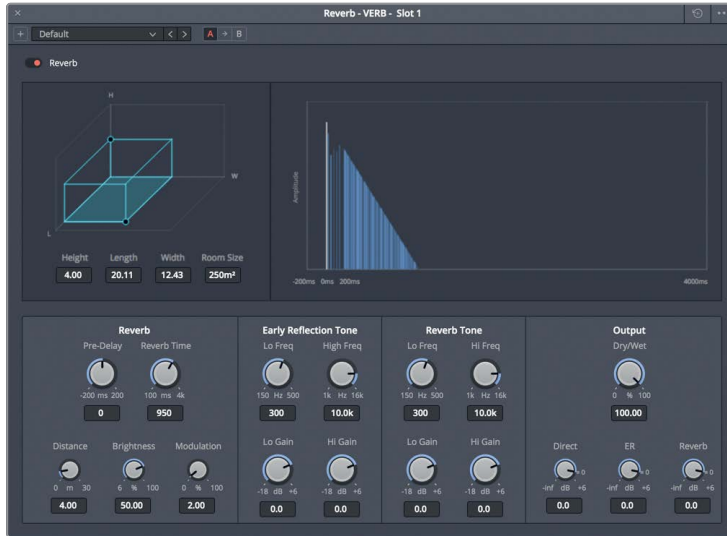 Reverb - VERB - Slot 1
Default
A B
Reverb
H
W
L
Height Length Width Room Size
4.00 20.11 12.43 250m²
Amplitude
-200ms 0ms 200ms 4000ms
Reverb
Pre-Delay Reverb Time
-200 ms 200 100 ms 4k
0 950
Distance Brightness Modulation
0 m 30 6 % 100 0 % 100
4.00 50.00 2.00
Early Reflection Tone
Lo Freq High Freq
150 Hz 500 1k Hz 16k
300 10.0k
Lo Gain Hi Gain
-18 dB +6 -18 dB +6
0.0 0.0
Reverb Tone
Lo Freq Hi Freq
150 Hz 500 1k Hz 16k
300 10.0k
Lo Gain Hi Gain
-18 dB +6 -18 dB +6
0.0 0.0
Output
Dry/Wet
0 % 100
100.00
Direct ER Reverb
0 0 0
-inf dB +6 -inf dB +6 -inf dB +6
0.0 0.0 0.0